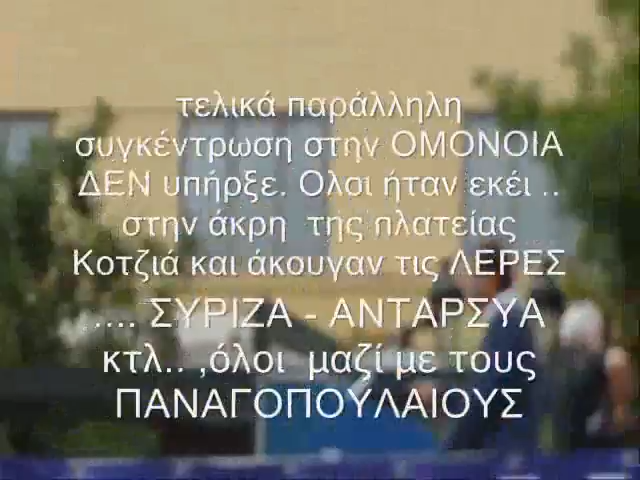 τελικά παράλληλη
συγκέντρωση στην ΟΜΟΝΟΙΑ
ΔΕΝ υπήρξε. Ολοι ήταν εκεί ..
στην άκρη της πλατείας
Κοτζιά και άκουγαν τις ΛΕΡΕΣ
.... ΣΥΡΙΖΑ - ΑΝΤΑΡΣΥΑ
κτλ.. ,όλοι μαζί με τους
ΠΑΝΑΓΟΠΟΥΛΑΙΟΥΣ